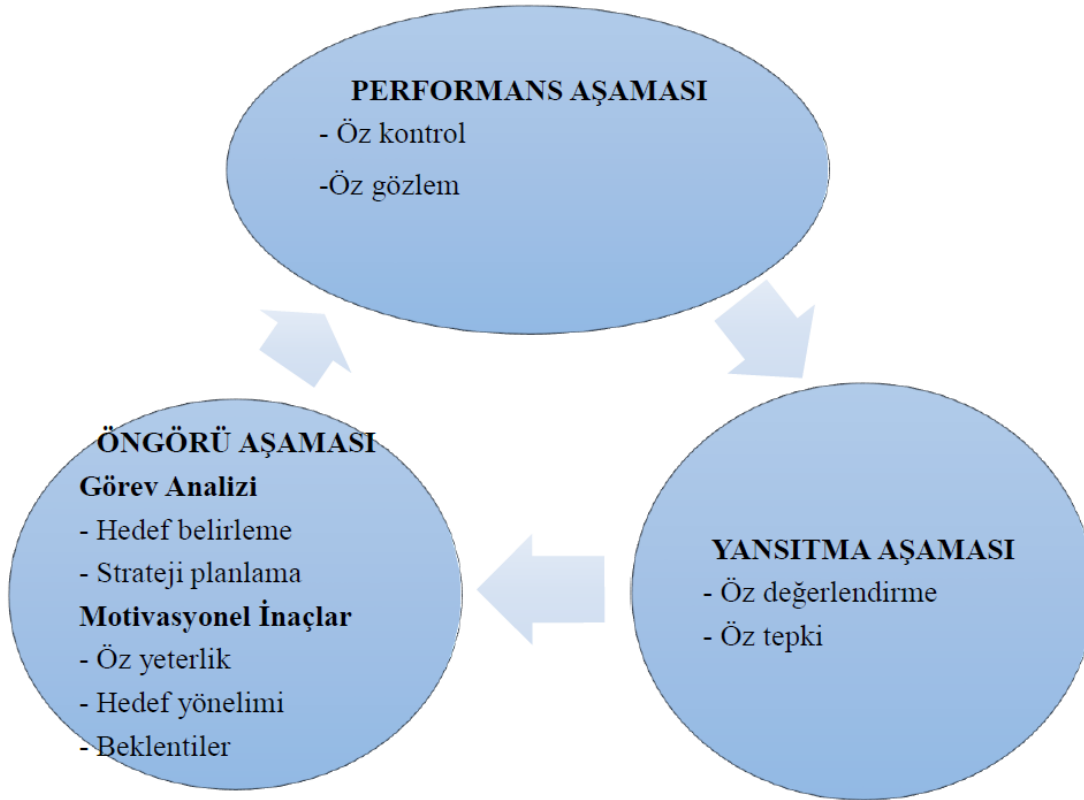 PERFORMANS AŞAMASI
- Öz kontrol
-Öz gözlem
ÖNGÖRÜ AŞAMASI
Görev Analizi
- Hedef belirleme
- Strateji planlama
Motivasyonel İnaçlar
- Öz yeterlik
- Hedef yönelimi
- Beklentiler
YANSITMA AŞAMASI
- Öz değerlendirme
- Öz tepki